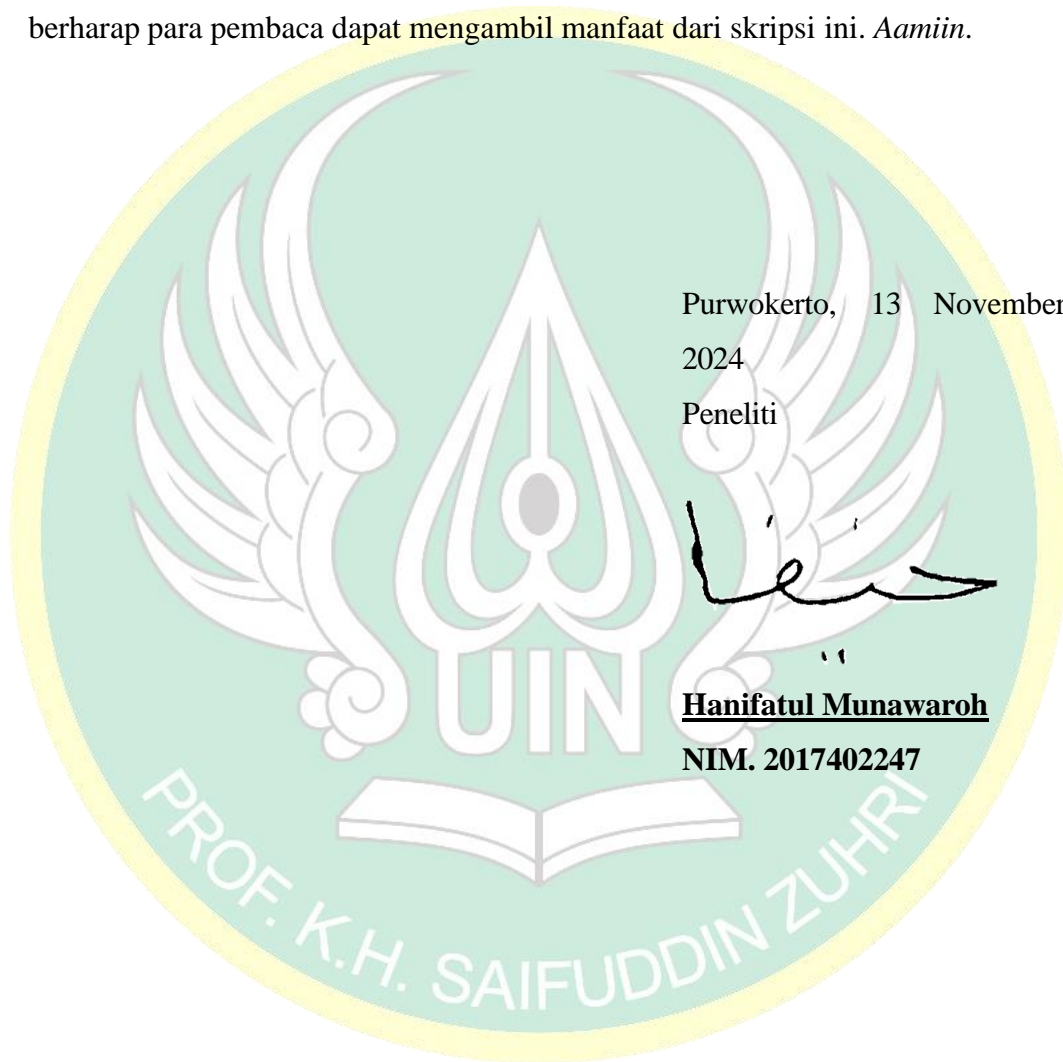 berharap para pembaca dapat mengambil manfaat dari skripsi ini. Aamiin.
Purwokerto, 13 November
2024
Peneliti
Hanifatul Munawaroh
NIM. 2017402247
UIN
PROF. K.H. SAIFUDDIN ZUHRI